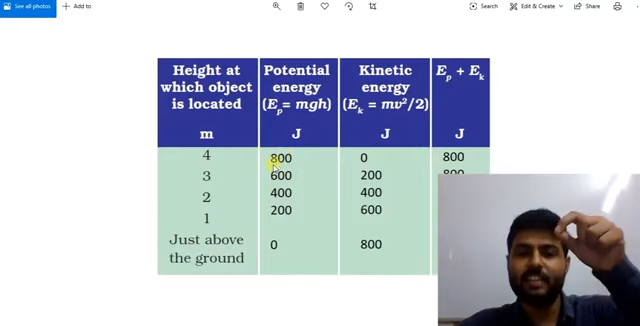 See all photos + Add to Search Edit & Create Share
Height at Potential Kinetic Ep + Ek
which object energy energy
is located (Ep = mgh) (Ek = mv²/2)
m J J J
4 800 0 800
3 600 200 800
2 400 400
1 200 600
Just above
the ground 0 800